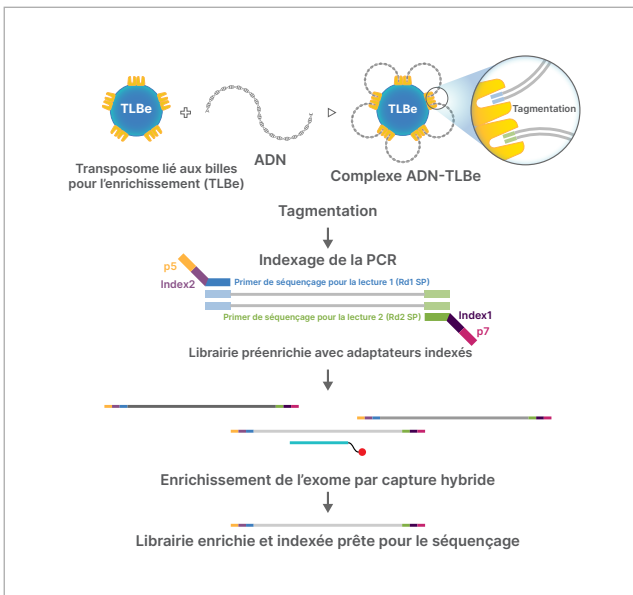 TLBe
TLBe
Tagmentation
Transposome lié aux billes
pour l’enrichissement (TLBe)
ADN
Complexe ADN-TLBe
Tagmentation
Indexage de la PCR
p5
Index2
Primer de séquençage pour la lecture 1 (Rd1 SP)
Primer de séquençage pour la lecture 2 (Rd2 SP)
Index1
p7
Librairie préenrichie avec adaptateurs indexés
Enrichissement de l’exome par capture hybride
Librairie enrichie et indexée prête pour le séquençage